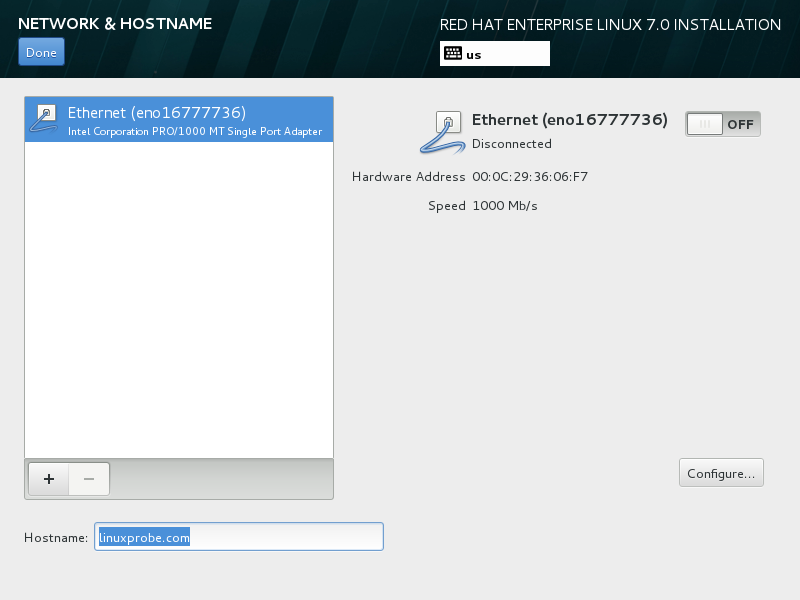 NETWORK & HOSTNAME
RED HAT ENTERPRISE LINUX 7.0 INSTALLATION
Done
us
Ethernet (eno16777736)
Intel Corporation PRO/1000 MT Single Port Adapter
Ethernet (eno16777736)
OFF
Disconnected
Hardware Address 00:0C:29:36:06:F7
Speed 1000 Mb/s
+ −
Configure...
Hostname: linuxprobe.com